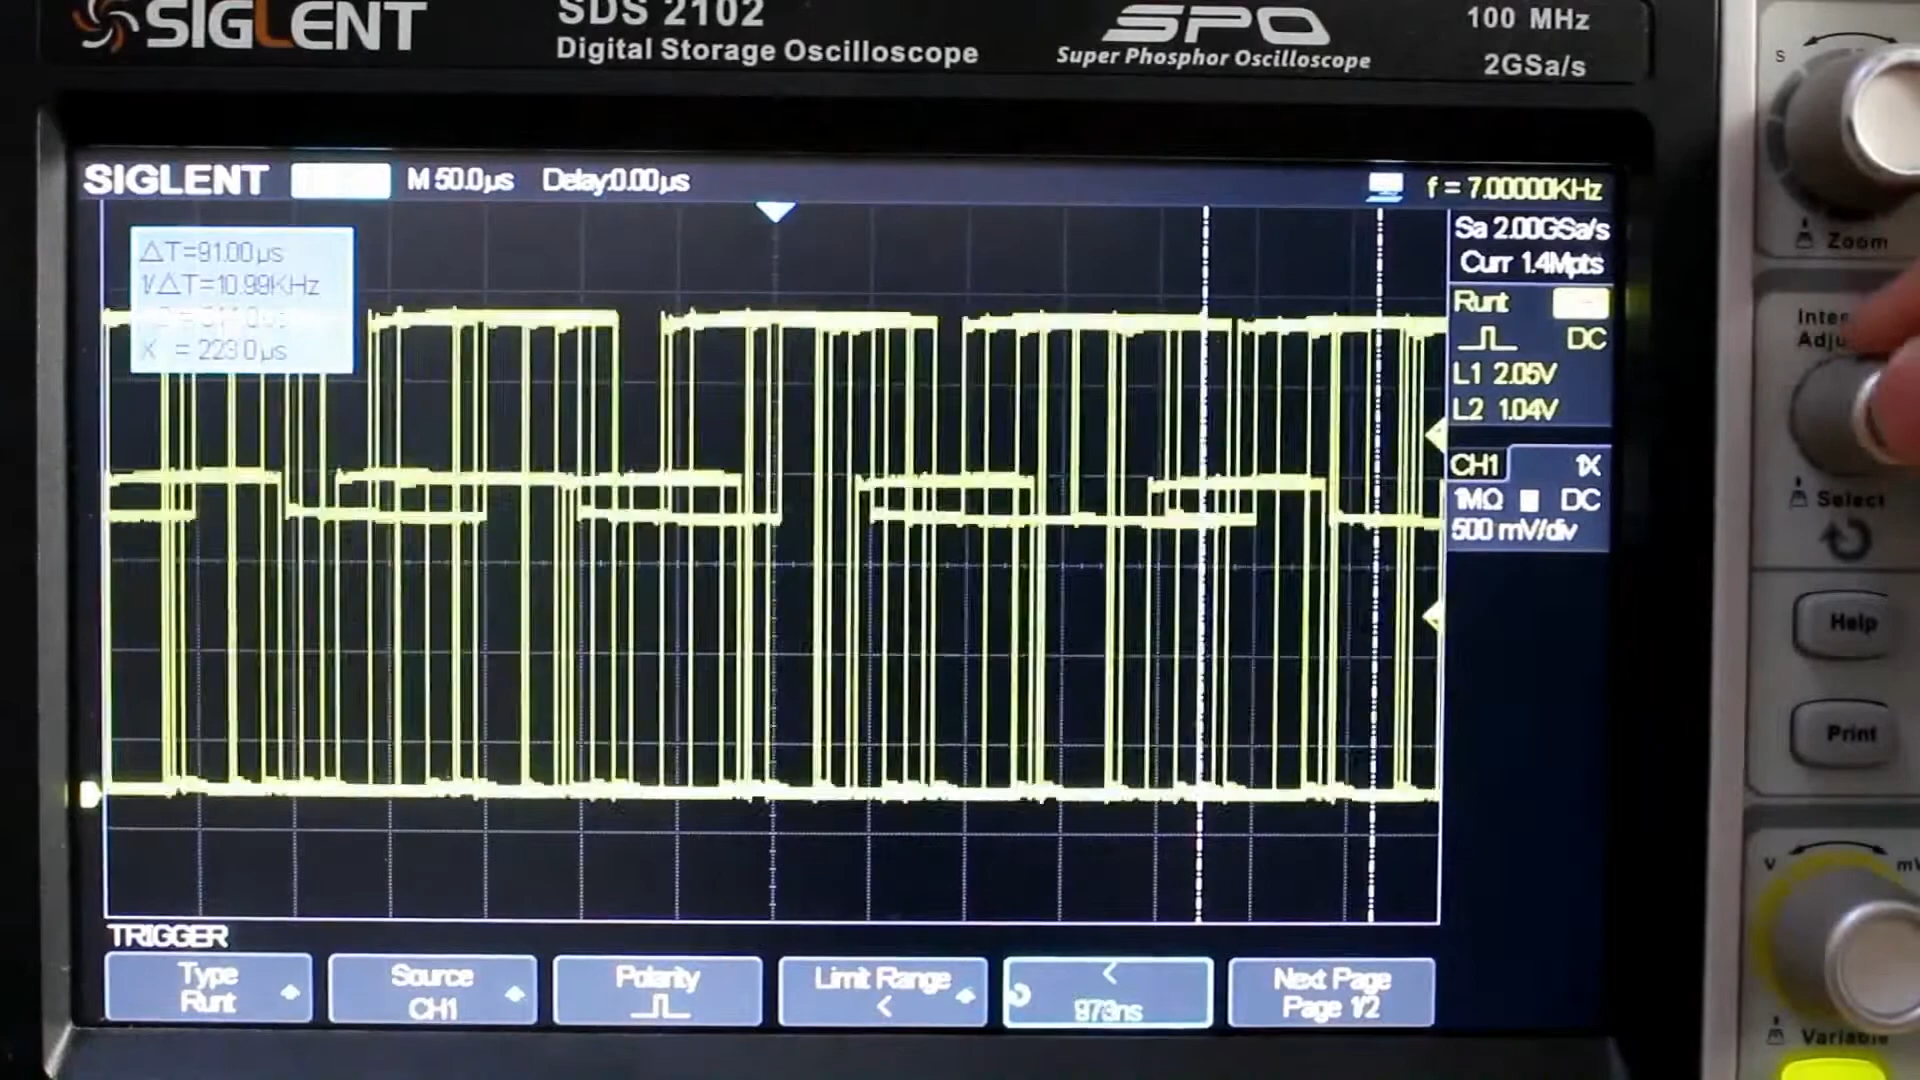 SIGLENT
SDS 2102
Digital Storage Oscilloscope
SPO
Super Phosphor Oscilloscope
100 MHz
2GSa/s
S
Zoom
SIGLENT
M 50.0µs
Delay:0.00µs
f = 7.00000KHz
Sa 2.00GSa/s
Curr 1.4Mpts
△T=91.00µs
1/△T=10.99KHz
X = 223.0µs
Runt
DC
L1 2.05V
L2 1.04V
CH1 1X
1MΩ DC
500 mV/div
Select
Help
Print
V
Variable
TRIGGER
Type
Runt
Source
CH1
Polarity
Limit Range
<
<
973ns
Next Page
Page 1/2